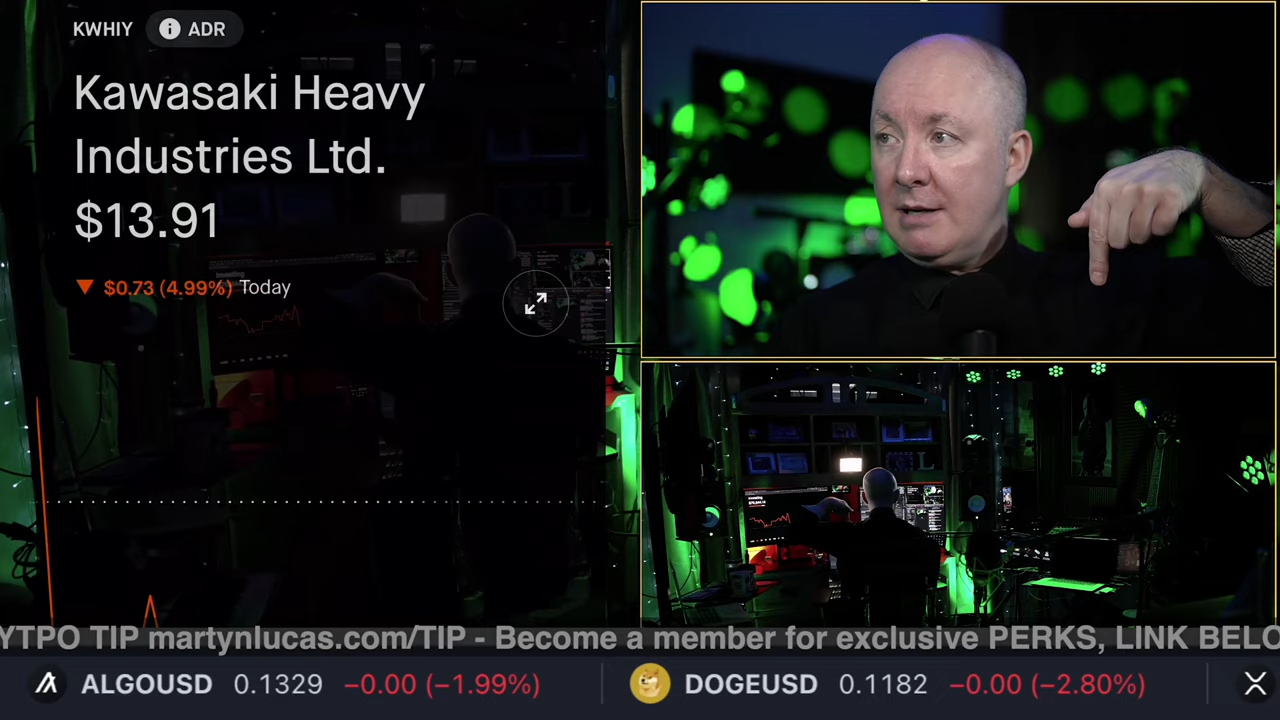 KWHIY
ADR
Kawasaki Heavy
Industries Ltd.
$13.91
▼ $0.73 (4.99%) Today
YTPO TIP martynlucas.com/TIP - Become a member for exclusive PERKS, LINK BELO
ALGOUSD 0.1329 −0.00 (−1.99%)
DOGEUSD 0.1182 −0.00 (−2.80%)